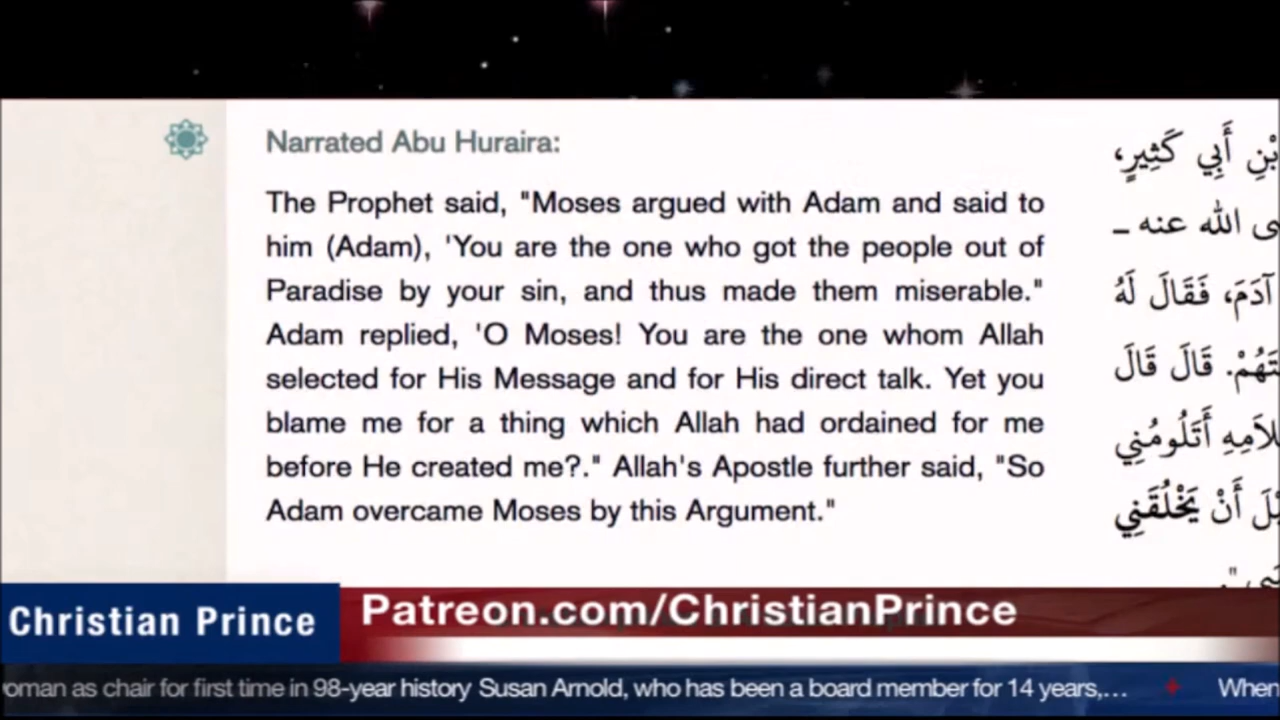 Narrated Abu Huraira:
The Prophet said, "Moses argued with Adam and said to
him (Adam), 'You are the one who got the people out of
Paradise by your sin, and thus made them miserable."
Adam replied, 'O Moses! You are the one whom Allah
selected for His Message and for His direct talk. Yet you
blame me for a thing which Allah had ordained for me
before He created me?." Allah's Apostle further said, "So
Adam overcame Moses by this Argument."
بْنِ أَبِي كَثِيرٍ،
الله عنه ـ
آدَمَ، فَقَالَ لَهُ
قَالَ قَالَ
أَتَلُومُنِي
أَنْ يَخْلُقَنِي
Christian Prince
Patreon.com/ChristianPrince
as chair for first time in 98-year history Susan Arnold, who has been a board member for 14 years,... When